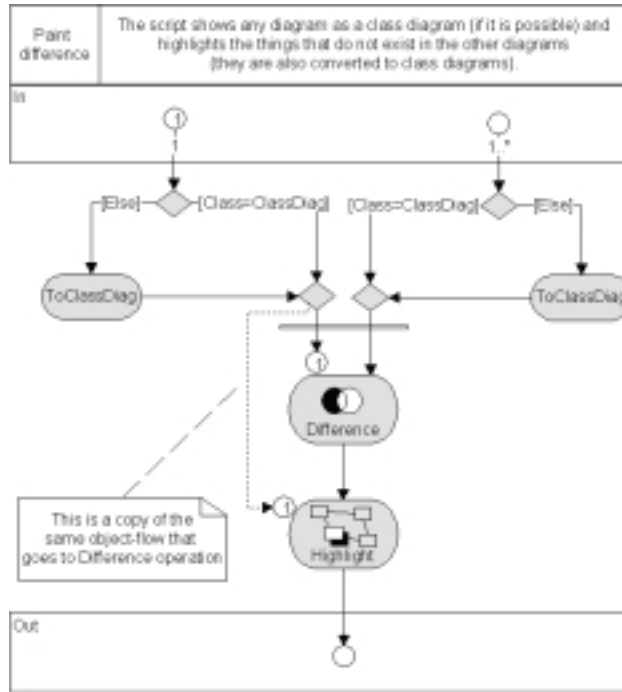 Paint
difference
The script shows any diagram as a class diagram (if it is possible) and
highlights the things that do not exist in the other diagrams
(they are also converted to class diagrams).
In
1
1
1..*
[Else]
[Class=ClassDiag]
[Class=ClassDiag]
[Else]
ToClassDiag
ToClassDiag
1
Difference
This is a copy of the
same object-flow that
goes to Difference operation
1
Highlight
Out